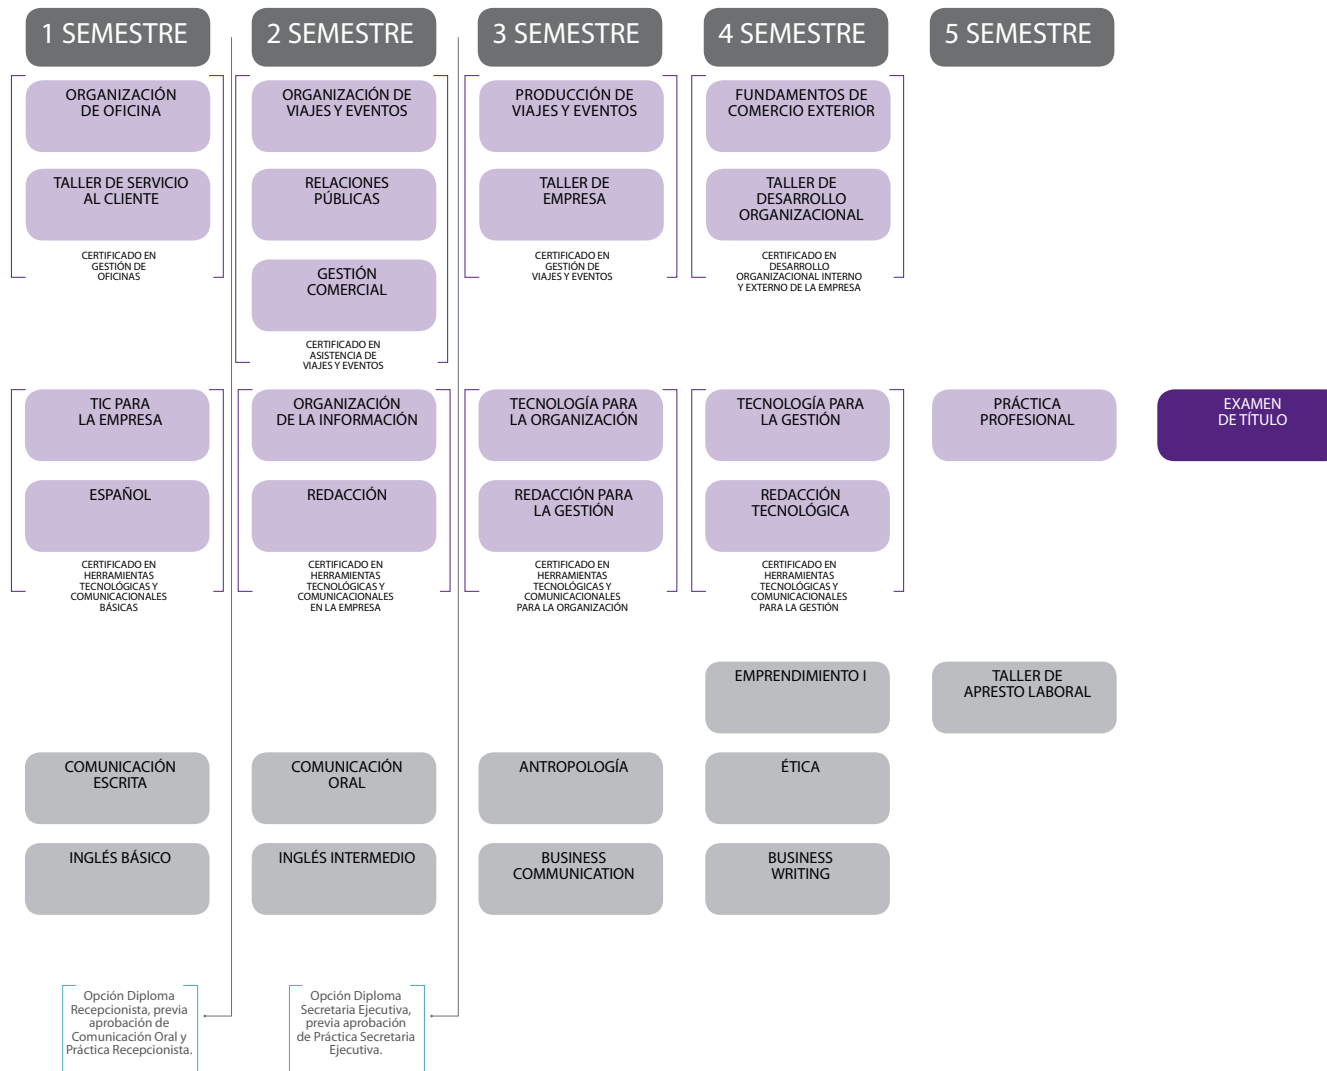 1 SEMESTRE
2 SEMESTRE
3 SEMESTRE
4 SEMESTRE
5 SEMESTRE
ORGANIZACIÓN
DE OFICINA
ORGANIZACIÓN DE
VIAJES Y EVENTOS
PRODUCCIÓN DE
VIAJES Y EVENTOS
FUNDAMENTOS DE
COMERCIO EXTERIOR
TALLER DE SERVICIO
AL CLIENTE
RELACIONES
PÚBLICAS
TALLER DE
EMPRESA
TALLER DE
DESARROLLO
ORGANIZACIONAL
CERTIFICADO EN
GESTIÓN DE
OFICINAS
GESTIÓN
COMERCIAL
CERTIFICADO EN
GESTIÓN DE
VIAJES Y EVENTOS
CERTIFICADO EN
DESARROLLO
ORGANIZACIONAL INTERNO
Y EXTERNO DE LA EMPRESA
CERTIFICADO EN
ASISTENCIA DE
VIAJES Y EVENTOS
TIC PARA
LA EMPRESA
ORGANIZACIÓN
DE LA INFORMACIÓN
TECNOLOGÍA PARA
LA ORGANIZACIÓN
TECNOLOGÍA PARA
LA GESTIÓN
PRÁCTICA
PROFESIONAL
EXAMEN
DE TÍTULO
ESPAÑOL
REDACCIÓN
REDACCIÓN PARA
LA GESTIÓN
REDACCIÓN
TECNOLÓGICA
CERTIFICADO EN
HERRAMIENTAS
TECNOLÓGICAS Y
COMUNICACIONALES
BÁSICAS
CERTIFICADO EN
HERRAMIENTAS
TECNOLÓGICAS Y
COMUNICACIONALES
EN LA EMPRESA
CERTIFICADO EN
HERRAMIENTAS
TECNOLÓGICAS Y
COMUNICACIONALES
PARA LA ORGANIZACIÓN
CERTIFICADO EN
HERRAMIENTAS
TECNOLÓGICAS Y
COMUNICACIONALES
PARA LA GESTIÓN
EMPRENDIMIENTO I
TALLER DE
APRESTO LABORAL
COMUNICACIÓN
ESCRITA
COMUNICACIÓN
ORAL
ANTROPOLOGÍA
ÉTICA
INGLÉS BÁSICO
INGLÉS INTERMEDIO
BUSINESS
COMMUNICATION
BUSINESS
WRITING
Opción Diploma
Recepcionista, previa
aprobación de
Comunicación Oral y
Práctica Recepcionista.
Opción Diploma
Secretaria Ejecutiva,
previa aprobación
de Práctica Secretaria
Ejecutiva.